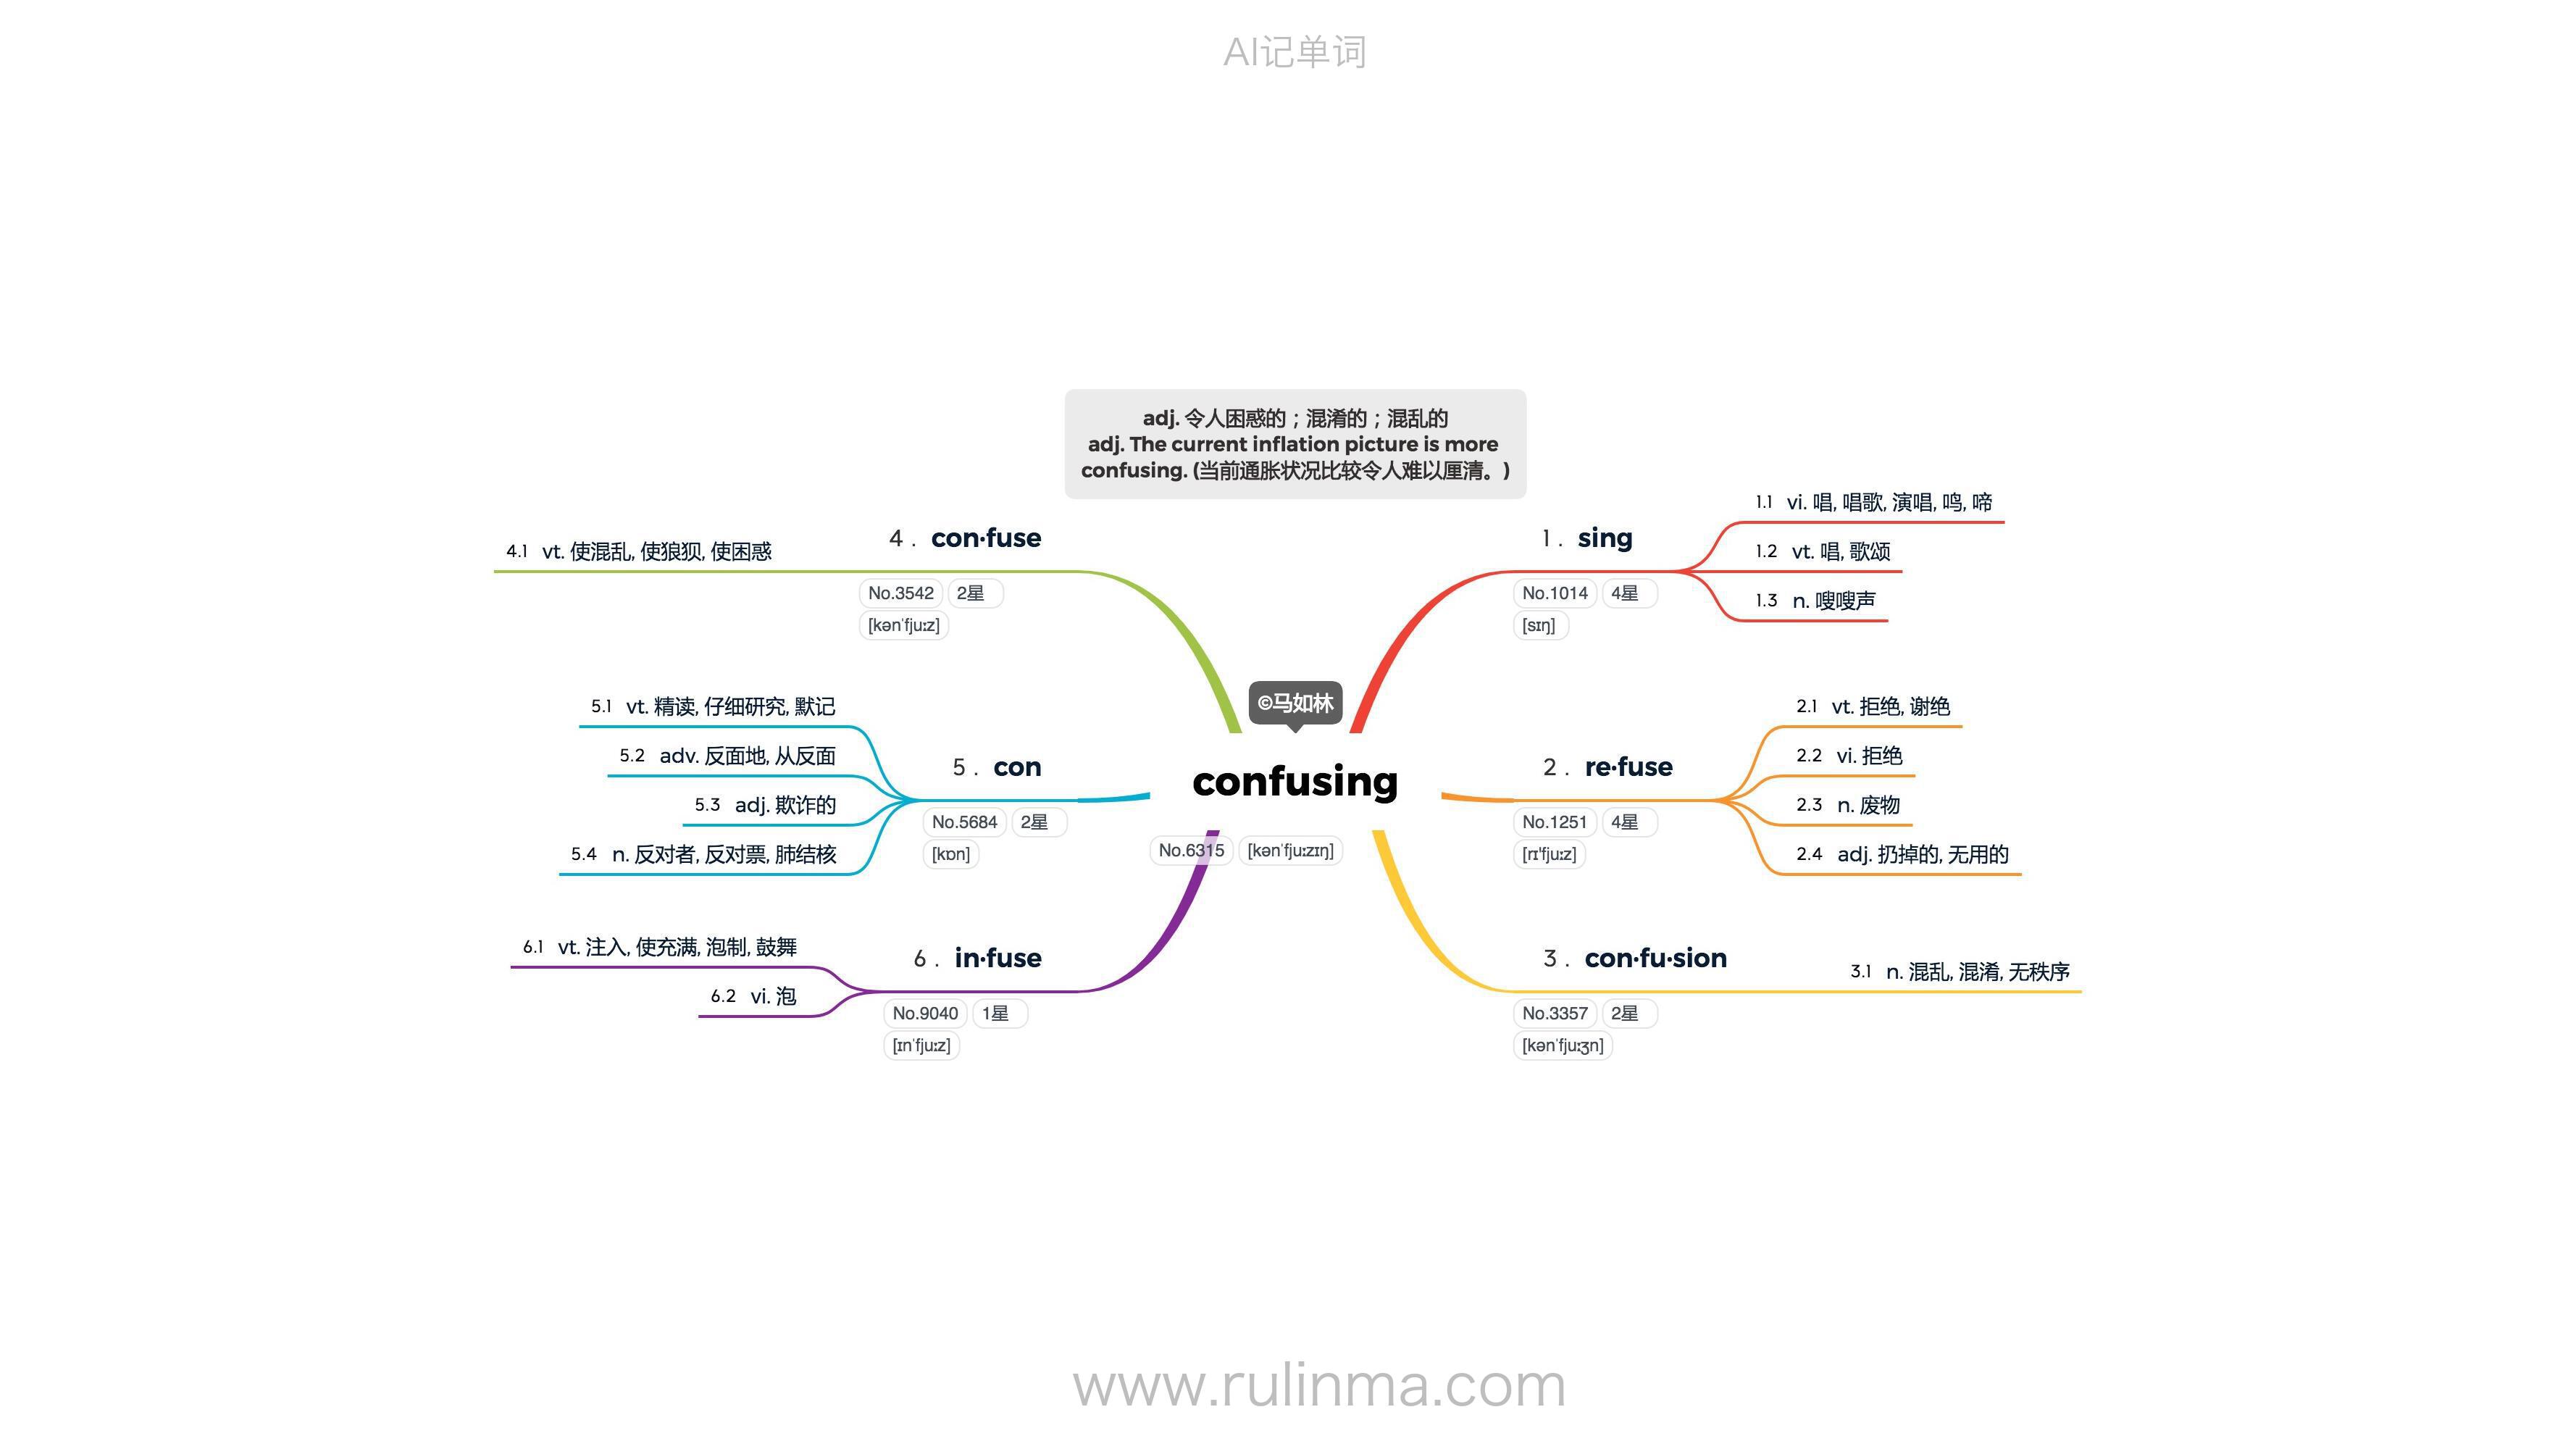 AI记单词
adj. 令人困惑的；混淆的；混乱的
adj. The current inflation picture is more
confusing. (当前通胀状况比较令人难以厘清。)
©马如林
confusing
No.6315 [kənˈfjuːzɪŋ]
1 . sing
No.1014 4星
[sɪŋ]
1.1 vi. 唱, 唱歌, 演唱, 鸣, 啼
1.2 vt. 唱, 歌颂
1.3 n. 嗖嗖声
2 . re·fuse
No.1251 4星
[rɪˈfjuːz]
2.1 vt. 拒绝, 谢绝
2.2 vi. 拒绝
2.3 n. 废物
2.4 adj. 扔掉的, 无用的
3 . con·fu·sion
No.3357 2星
[kənˈfjuːʒn]
3.1 n. 混乱, 混淆, 无秩序
4 . con·fuse
No.3542 2星
[kənˈfjuːz]
4.1 vt. 使混乱, 使狼狈, 使困惑
5 . con
No.5684 2星
[kɒn]
5.1 vt. 精读, 仔细研究, 默记
5.2 adv. 反面地, 从反面
5.3 adj. 欺诈的
5.4 n. 反对者, 反对票, 肺结核
6 . in·fuse
No.9040 1星
[ɪnˈfjuːz]
6.1 vt. 注入, 使充满, 泡制, 鼓舞
6.2 vi. 泡
www.rulinma.com